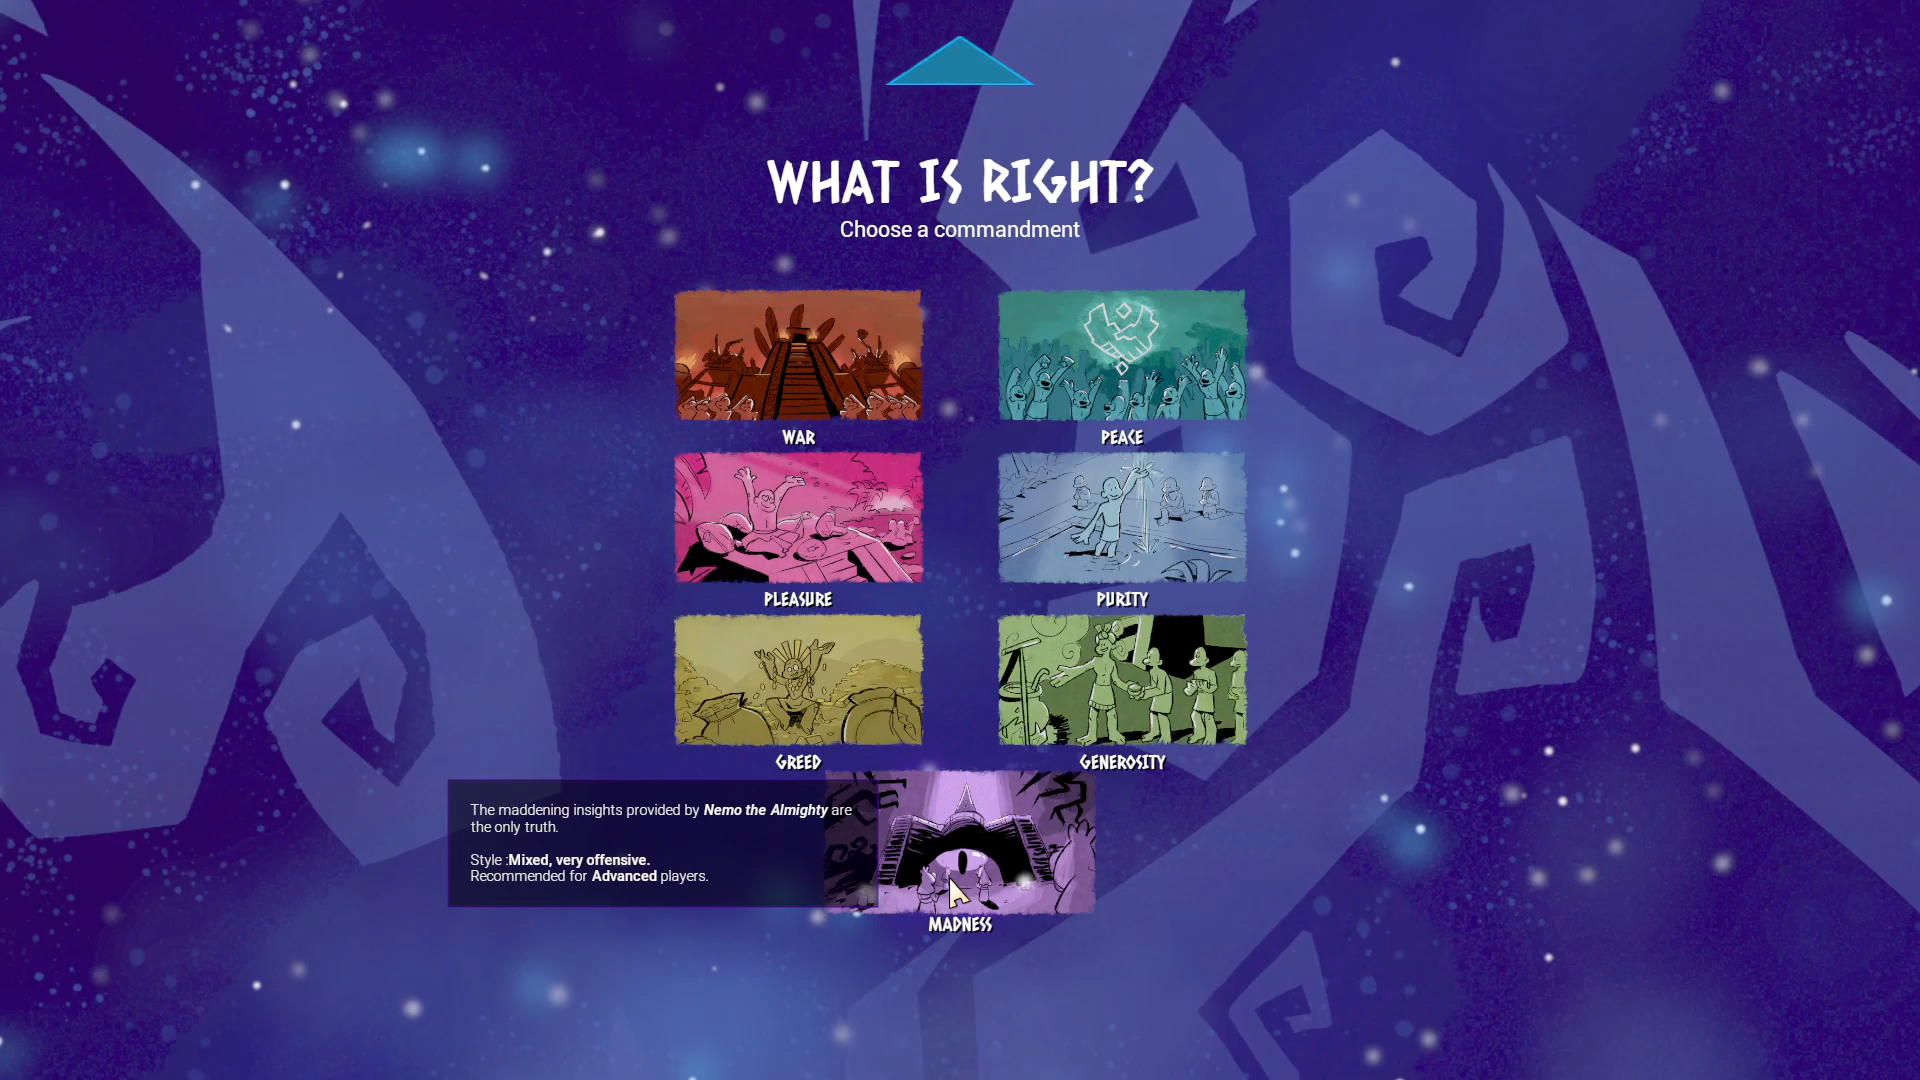 WHAT IS RIGHT?
Choose a commandment
WAR
PEACE
PLEASURE
PURITY
GREED
GENEROSITY
The maddening insights provided by Nemo the Almighty are
the only truth.
Style :Mixed, very offensive.
Recommended for Advanced players.
MADNESS